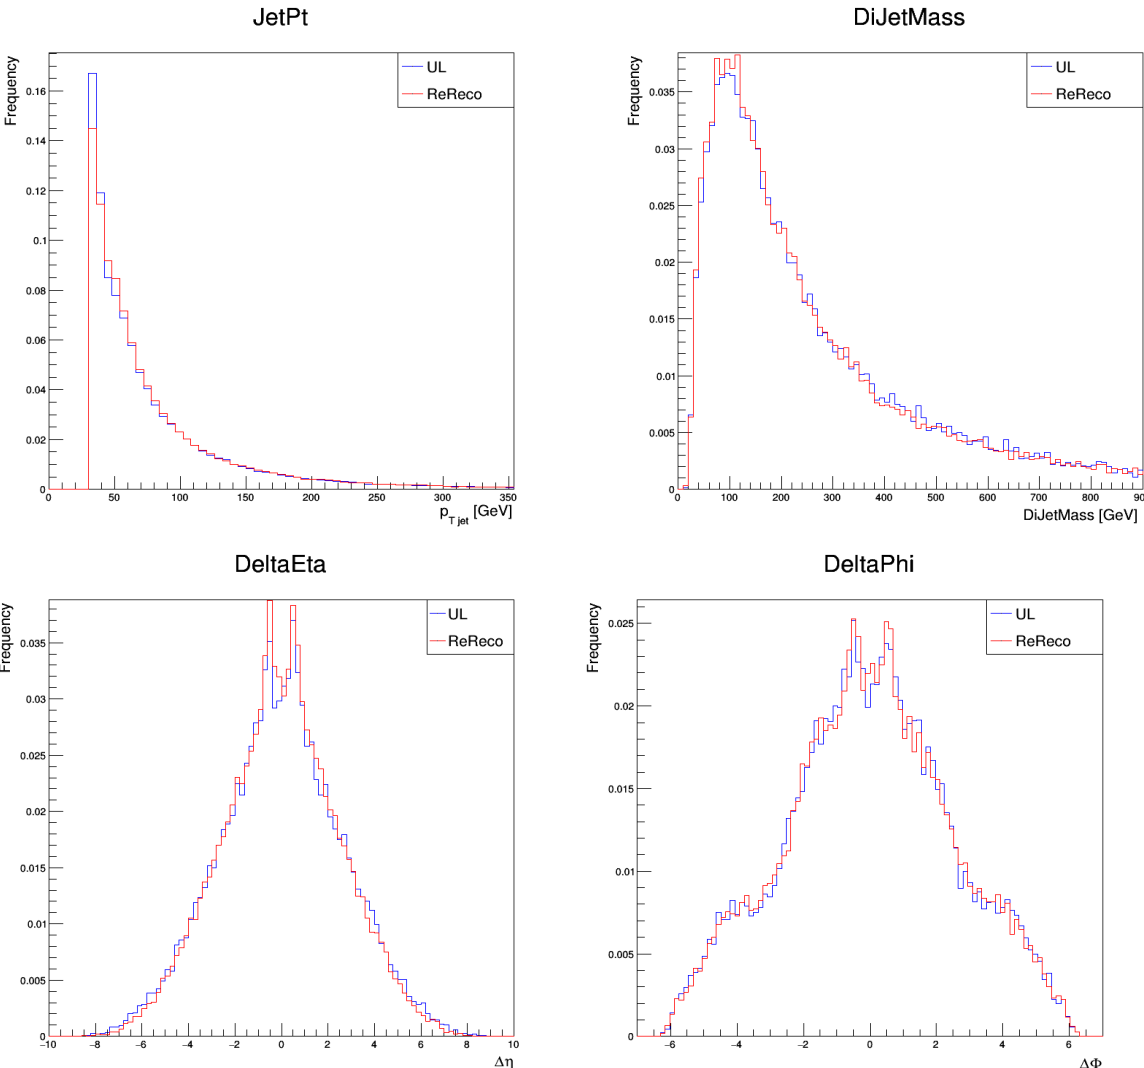 JetPt
Frequency
UL
ReReco
0.16
0.14
0.12
0.1
0.08
0.06
0.04
0.02
0
0 50 100 150 200 250 300 350
p_T jet [GeV]
DiJetMass
Frequency
UL
ReReco
0.035
0.03
0.025
0.02
0.015
0.01
0.005
0
0 100 200 300 400 500 600 700 800 900
DiJetMass [GeV]
DeltaEta
Frequency
UL
ReReco
0.035
0.03
0.025
0.02
0.015
0.01
0.005
0
−10 −8 −6 −4 −2 0 2 4 6 8 10
Δη
DeltaPhi
Frequency
UL
ReReco
0.025
0.02
0.015
0.01
0.005
0
−6 −4 −2 0 2 4 6
ΔΦ